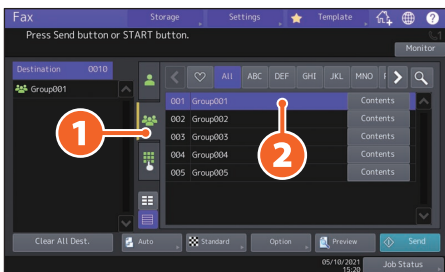 Fax Storage Settings Template ?
Press Send button or START button.
Monitor
Destination 0010
All ABC DEF GHI JKL MNO
Group001
001 Group001 Contents
002 Group002 Contents
003 Group003 Contents
004 Group004 Contents
005 Group005 Contents
1
2
Clear All Dest. Auto Standard Option Preview Send
05/10/2021
15:20
Job Status